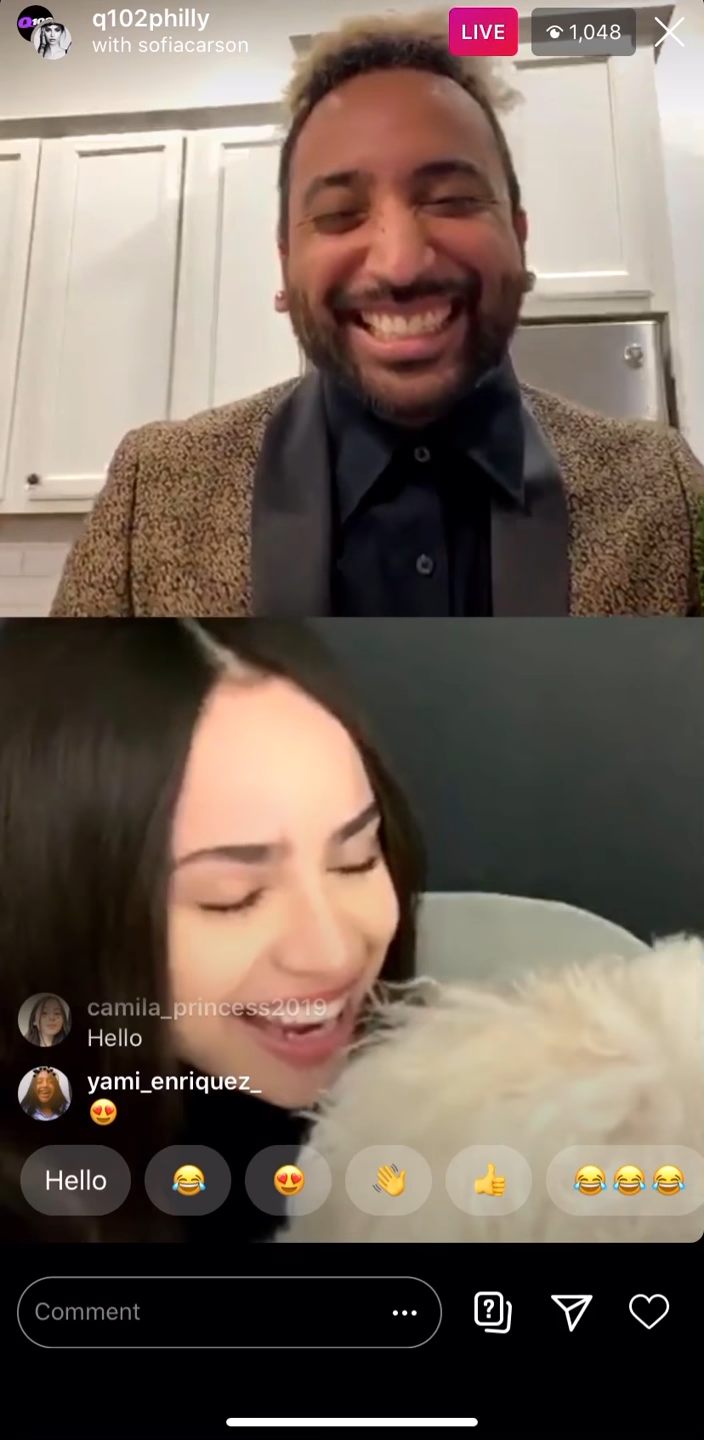 q102philly
with sofiacarson
LIVE
1,048
camila_princess2019
Hello
yami_enriquez_
😍
Hello
😂
😍
👋
👍
😂😂😂
Comment